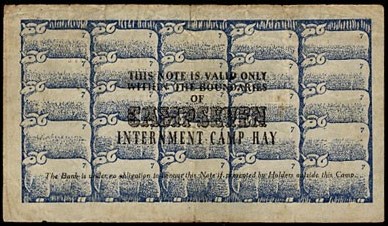 THIS NOTE IS VALID ONLY
WITHIN THE BOUNDARIES
OF
CAMP SEVEN
INTERNMENT CAMP HAY
The Bank is under no obligation to honour this Note if presented by Holders outside this Camp...